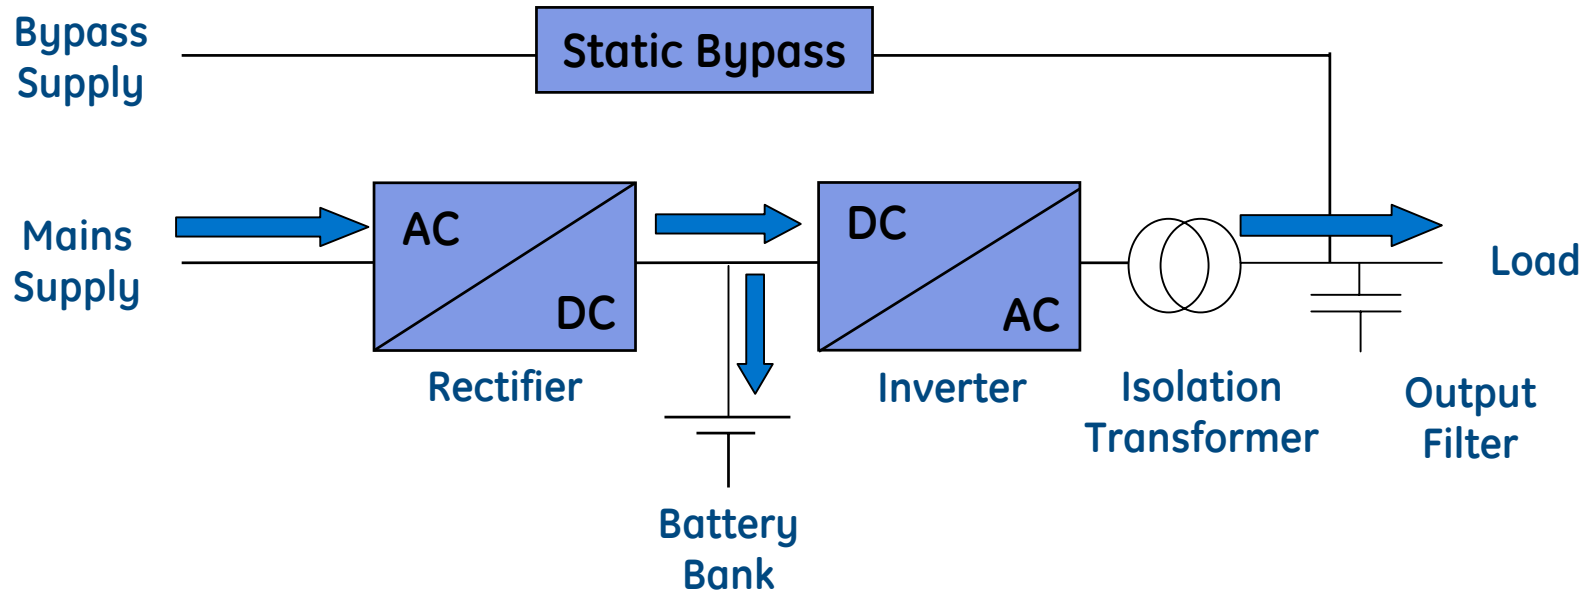 Bypass
Supply
Static Bypass
Mains
Supply
AC
DC
Rectifier
DC
AC
Inverter
Isolation
Transformer
Load
Output
Filter
Battery
Bank